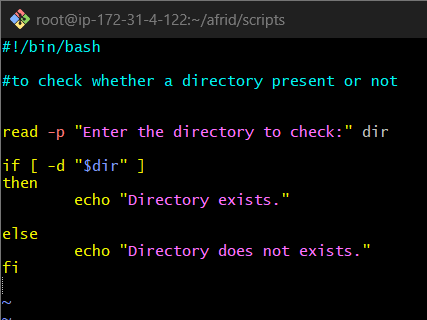 root@ip-172-31-4-122:~/afrid/scripts
#!/bin/bash
#to check whether a directory present or not
read -p "Enter the directory to check:" dir
if [ -d "$dir" ]
then
        echo "Directory exists."
else
        echo "Directory does not exists."
fi
~
~